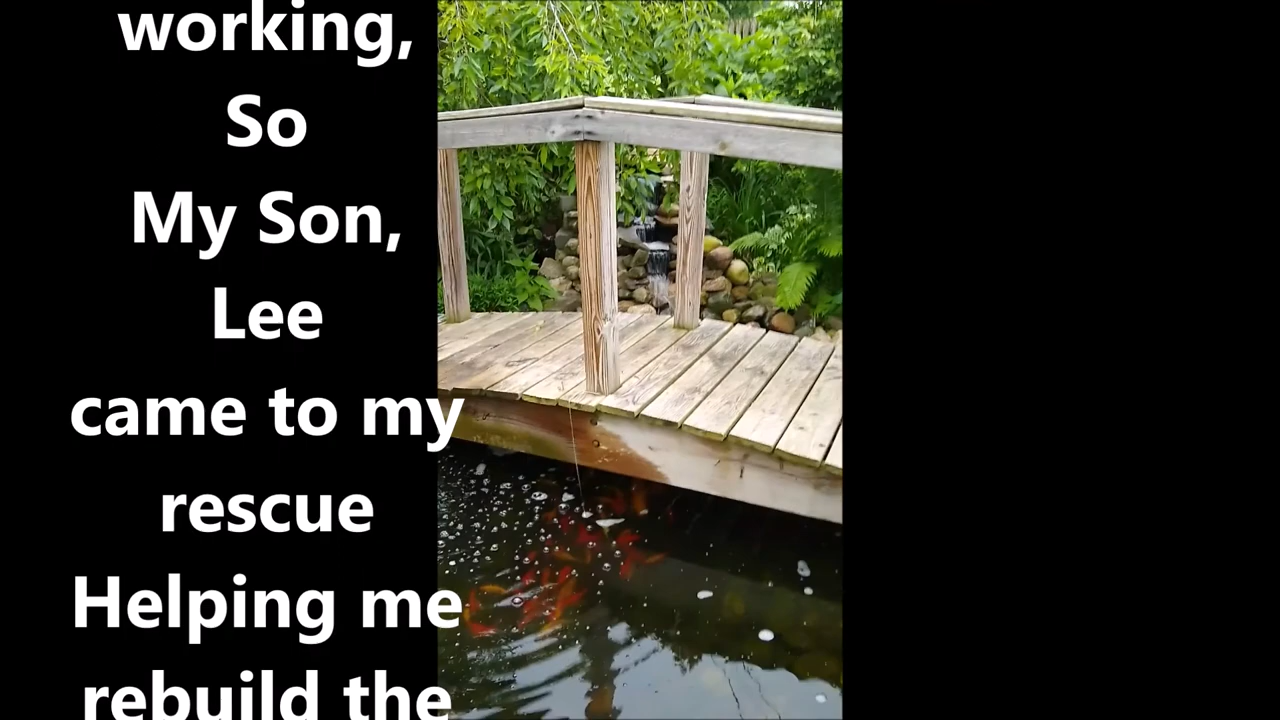 working,
So
My Son,
Lee
came to my
rescue
Helping me
rebuild the